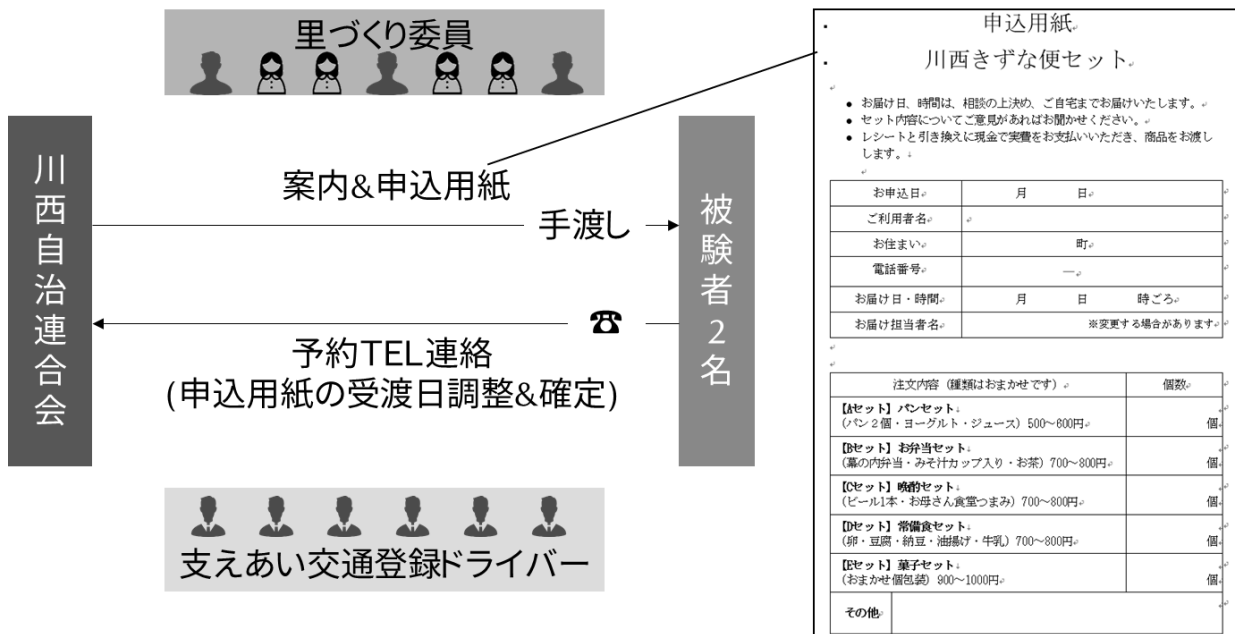 里づくり委員
川西自治連合会
案内&申込用紙
手渡し
被験者2名
予約TEL連絡
(申込用紙の受渡日調整&確定)
支えあい交通登録ドライバー
申込用紙
川西きずな便セット
● お届け日、時間は、相談の上決め、ご自宅までお届けいたします。
● セット内容についてご意見があればお聞かせください。
● レシートと引き換えに現金で実費をお支払いいただき、商品をお渡し
します。
お申込日 月 日
ご利用者名
お住まい 町
電話番号 ―
お届け日・時間 月 日 時ごろ
お届け担当者名 ※変更する場合があります
注文内容（種類はおまかせです） 個数
【Aセット】パンセット
（パン２個・ヨーグルト・ジュース）500～600円 個
【Bセット】お弁当セット
（幕の内弁当・みそ汁カップ入り・お茶）700～800円 個
【Cセット】晩酌セット
（ビール1本・お母さん食堂つまみ）700～800円 個
【Dセット】常備食セット
（卵・豆腐・納豆・油揚げ・牛乳）700～800円 個
【Eセット】菓子セット
（おまかせ個包装）900～1000円 個
その他